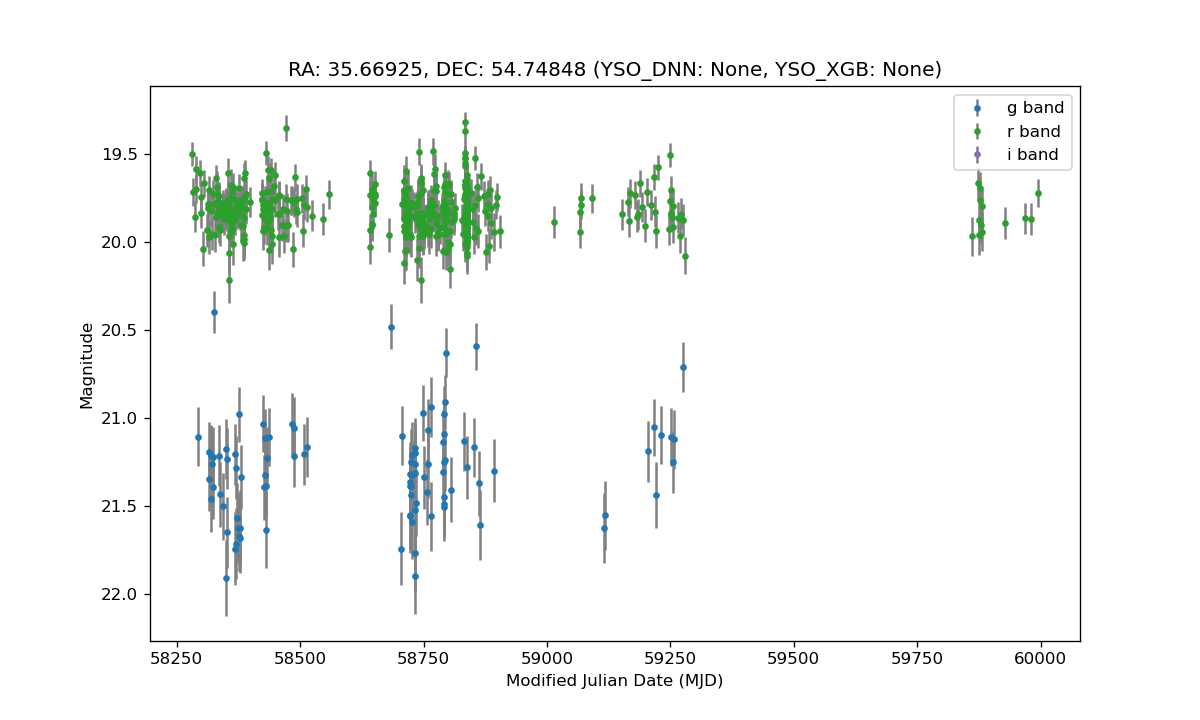 RA: 35.66925, DEC: 54.74848 (YSO_DNN: None, YSO_XGB: None)
g band
r band
i band
19.5
20.0
20.5
21.0
21.5
22.0
Magnitude
58250 58500 58750 59000 59250 59500 59750 60000
Modified Julian Date (MJD)